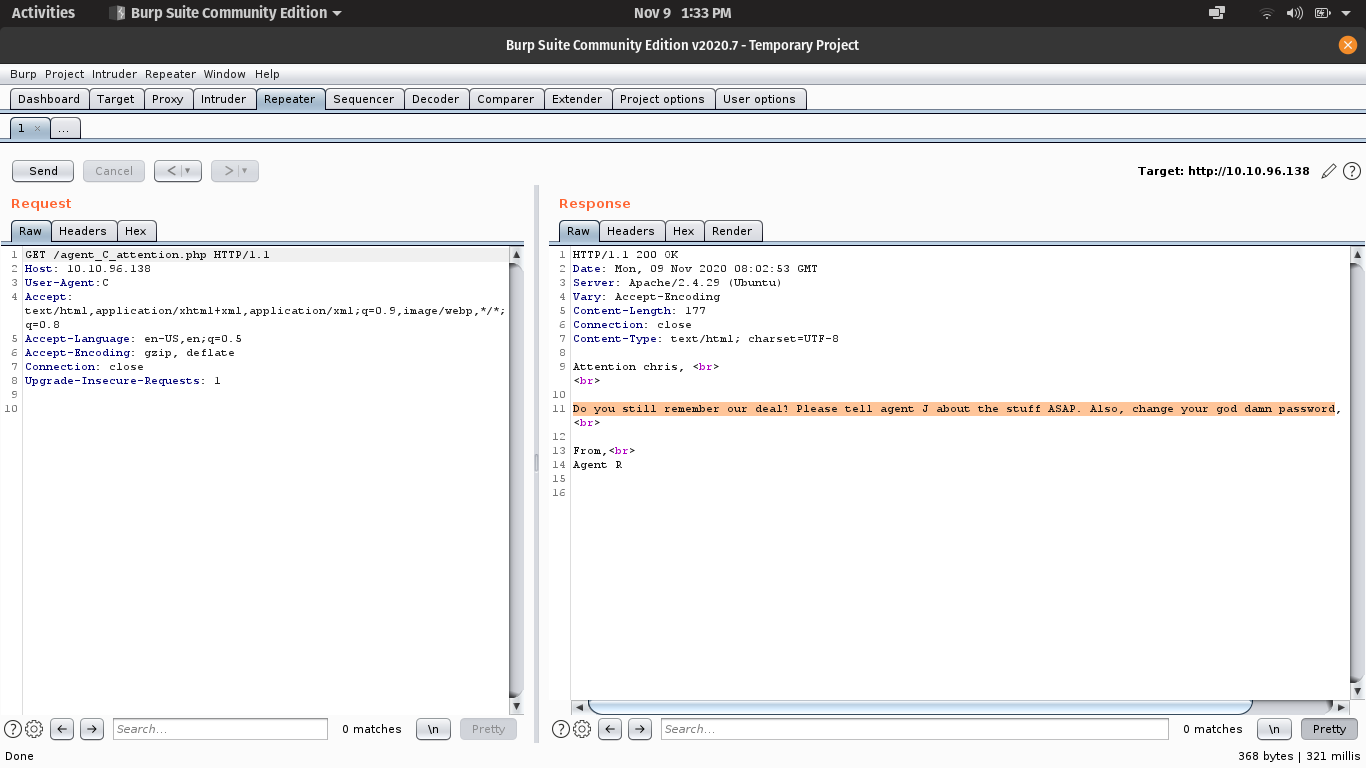 Activities Burp Suite Community Edition Nov 9 1:33 PM
Burp Suite Community Edition v2020.7 - Temporary Project
Burp Project Intruder Repeater Window Help
Dashboard Target Proxy Intruder Repeater Sequencer Decoder Comparer Extender Project options User options
1 × ...
Send Cancel < > Target: http://10.10.96.138
Request
Raw Headers Hex
1 GET /agent_C_attention.php HTTP/1.1
2 Host: 10.10.96.138
3 User-Agent:C
4 Accept:
text/html,application/xhtml+xml,application/xml;q=0.9,image/webp,*/*;
q=0.8
5 Accept-Language: en-US,en;q=0.5
6 Accept-Encoding: gzip, deflate
7 Connection: close
8 Upgrade-Insecure-Requests: 1
9
10
Search... 0 matches \n Pretty
Response
Raw Headers Hex Render
1 HTTP/1.1 200 OK
2 Date: Mon, 09 Nov 2020 08:02:53 GMT
3 Server: Apache/2.4.29 (Ubuntu)
4 Vary: Accept-Encoding
5 Content-Length: 177
6 Connection: close
7 Content-Type: text/html; charset=UTF-8
8
9 Attention chris, <br>
<br>
10
11 Do you still remember our deal? Please tell agent J about the stuff ASAP. Also, change your god damn password,
<br>
12
13 From,<br>
14 Agent R
15
16
Search... 0 matches \n Pretty
Done 368 bytes | 321 millis